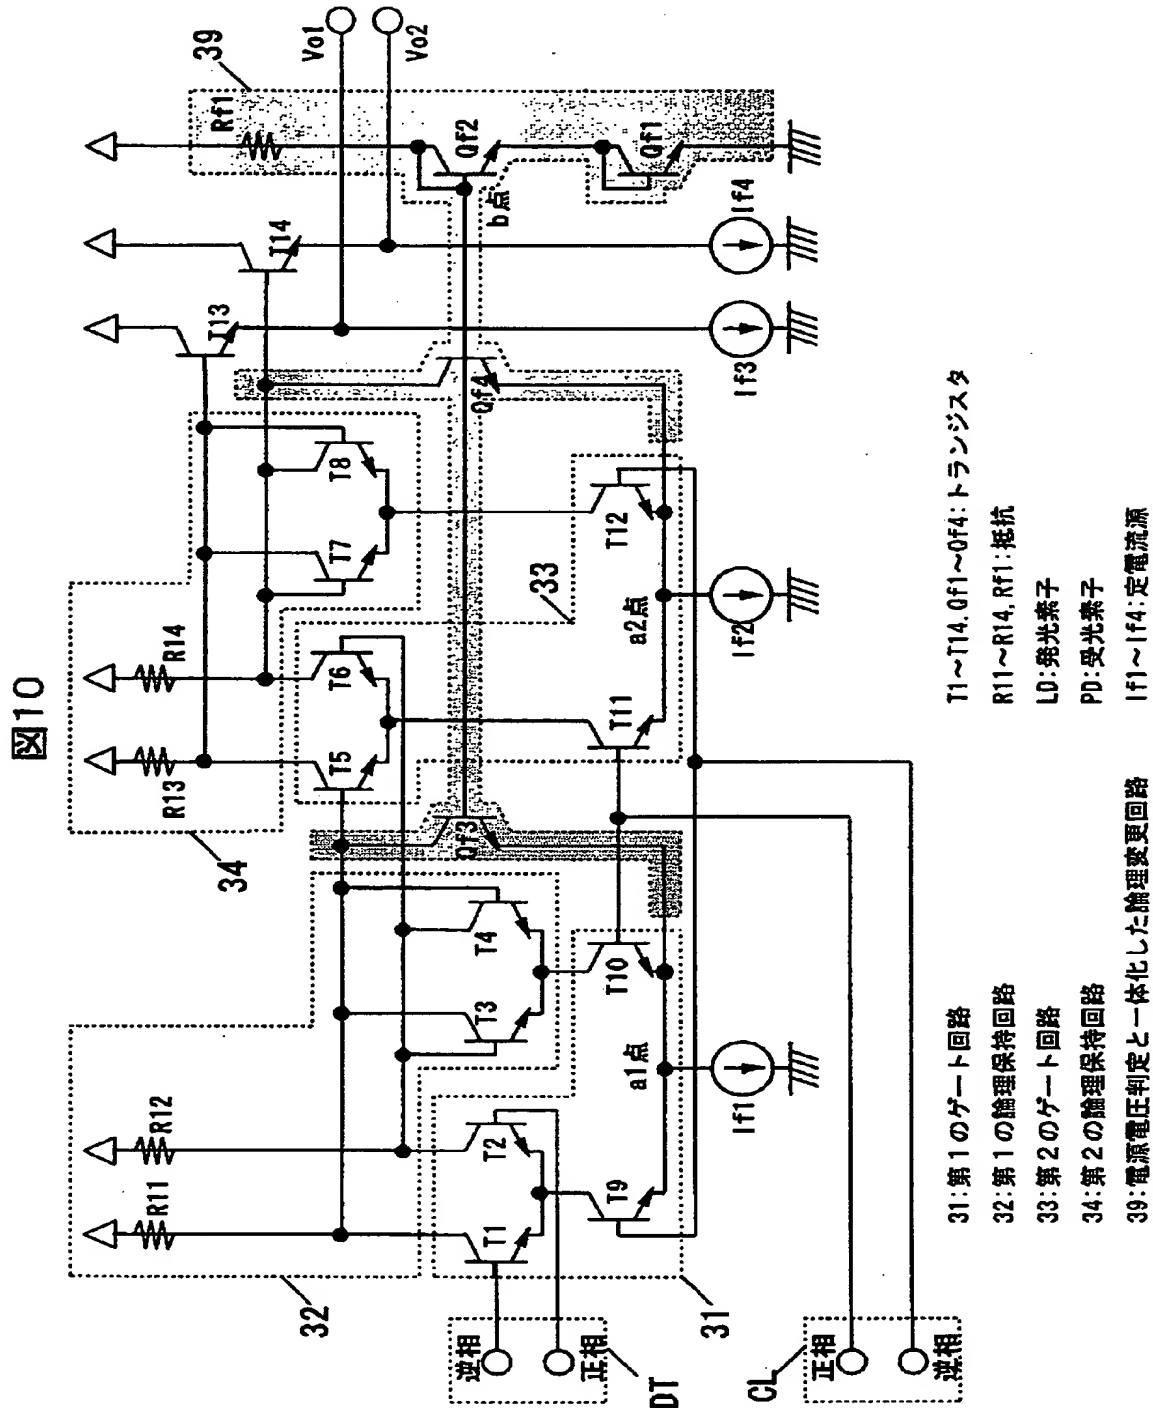 図10
R11
R12
R13
R14
Rf1
39
Vo1
Vo2
32
34
T1
T2
T3
T4
T5
T6
T7
T8
T13
T14
Qf2
Qf1
b点
Qf3
Qf4
33
T9
T10
T11
T12
a1点
a2点
If1
If2
If3
If4
31
逆相
正相
DT
CL
正相
逆相
31:第1のゲート回路
32:第1の論理保持回路
33:第2のゲート回路
34:第2の論理保持回路
39:電源電圧判定と一体化した論理変更回路
T1~T14.Qf1~Qf4:トランジスタ
R11~R14,Rf1:抵抗
LD:発光素子
PD:受光素子
If1~If4:定電流源